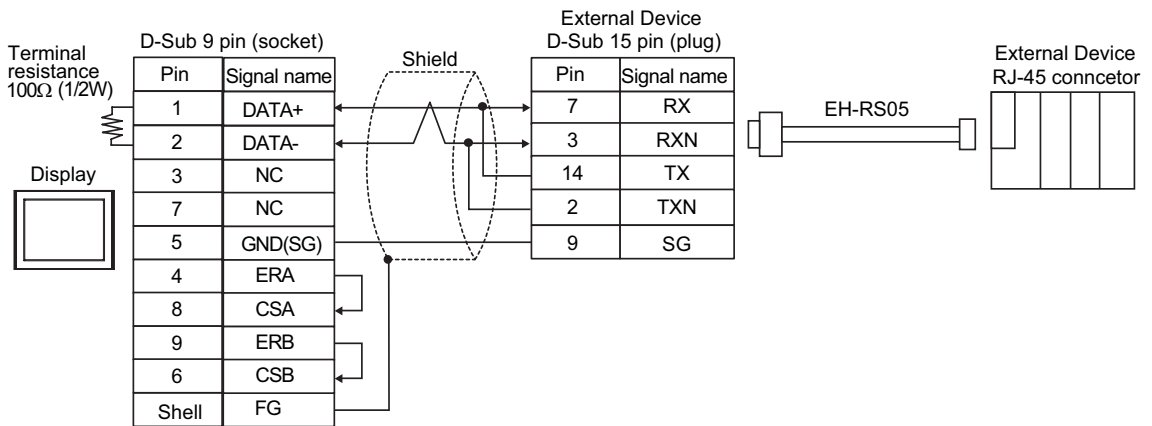 External Device
D-Sub 9 pin (socket)
D-Sub 15 pin (plug)
Terminal
resistance
100Ω (1/2W)
Shield
External Device
RJ-45 conncetor
Pin Signal name
Pin Signal name
1 DATA+
7 RX
EH-RS05
2 DATA-
3 RXN
Display
3 NC
14 TX
7 NC
2 TXN
5 GND(SG)
9 SG
4 ERA
8 CSA
9 ERB
6 CSB
Shell FG